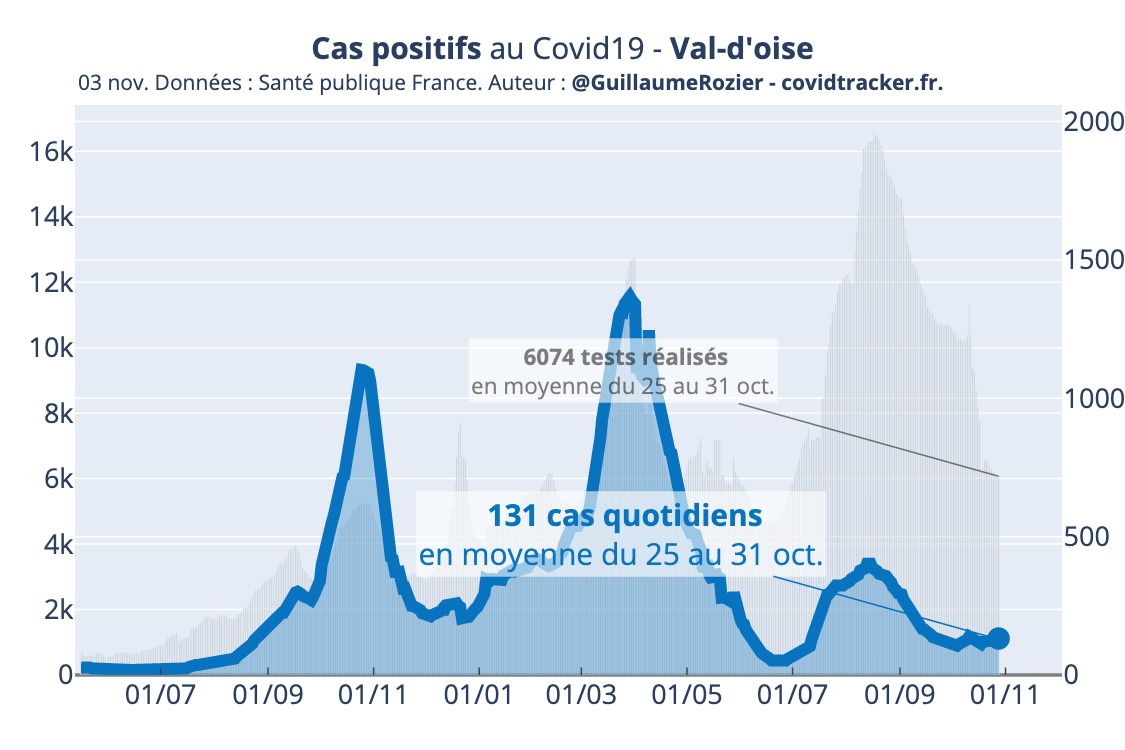 Cas positifs au Covid19 - Val-d'oise
03 nov. Données : Santé publique France. Auteur : @GuillaumeRozier - covidtracker.fr.
2000
16k
14k
1500
12k
10k
6074 tests réalisés
en moyenne du 25 au 31 oct.
1000
8k
6k
131 cas quotidiens
500
4k
en moyenne du 25 au 31 oct.
2k
0
0
01/07 01/09 01/11 01/01 01/03 01/05 01/07 01/09 01/11